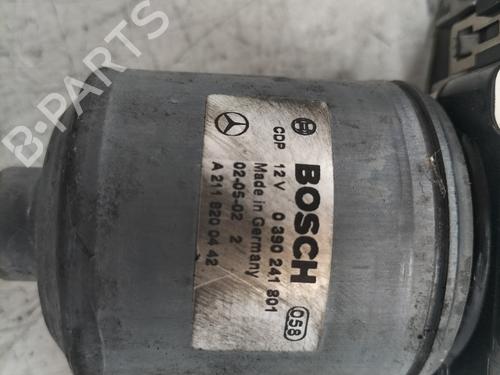 BOSCH
CDP 12 V 0 390 241 801
Made in Germany
02-05-02 2
A 211 820 04 42
058
B-PARTS